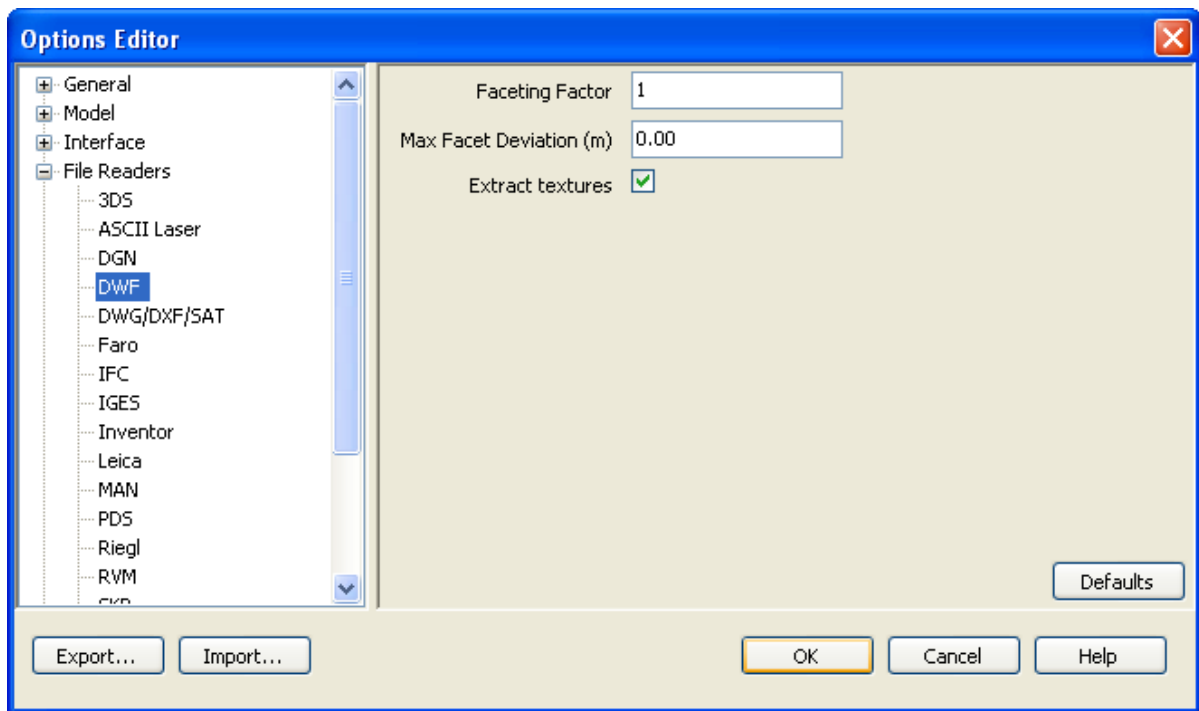 Options Editor
General
Model
Interface
File Readers
3DS
ASCII Laser
DGN
DWF
DWG/DXF/SAT
Faro
IFC
IGES
Inventor
Leica
MAN
PDS
Riegl
RVM
Faceting Factor 1
Max Facet Deviation (m) 0.00
Extract textures
Defaults
Export... Import... OK Cancel Help